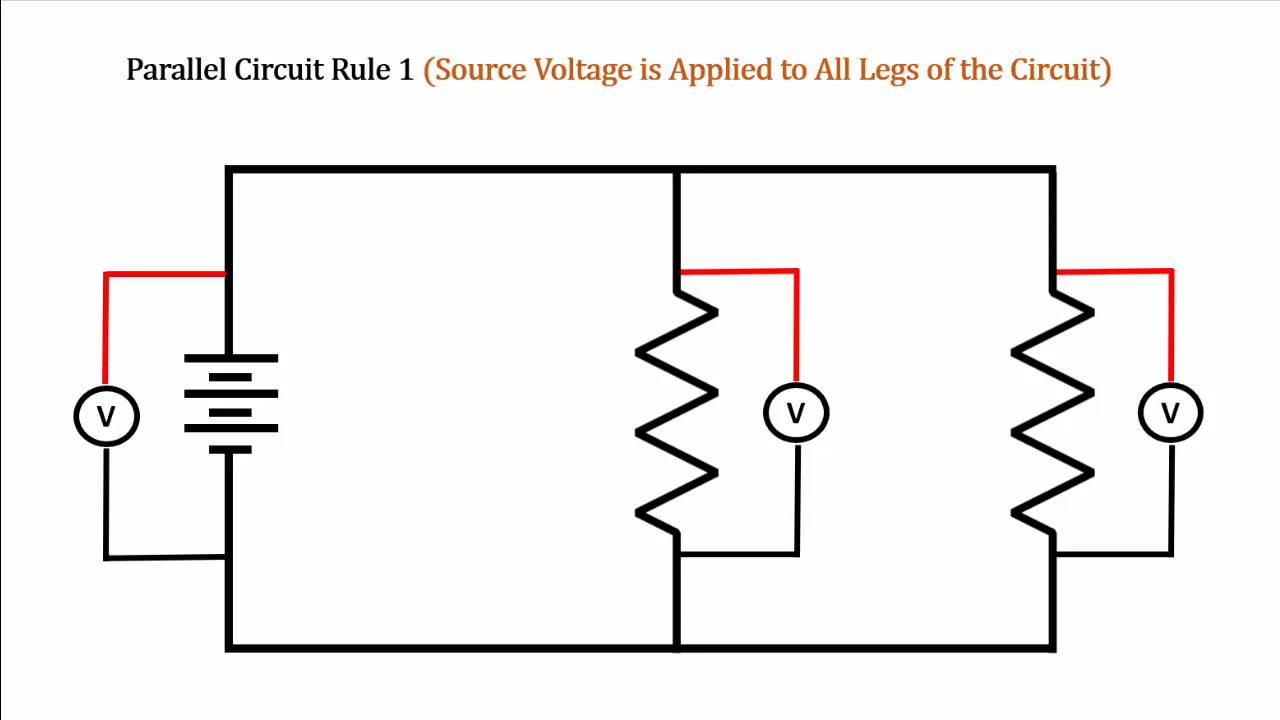 Parallel Circuit Rule 1 (Source Voltage is Applied to All Legs of the Circuit)
V V V